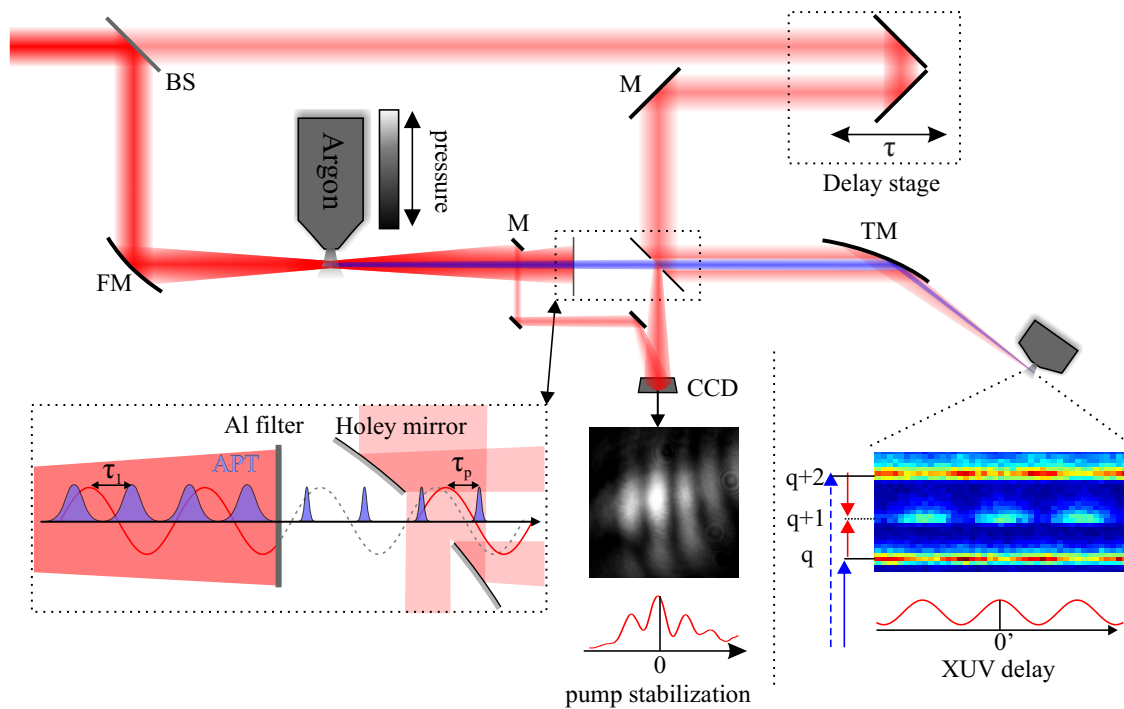 BS
M
Argon
pressure
τ
Delay stage
M
TM
FM
CCD
Al filter
Holey mirror
APT
τ1
τp
q+2
q+1
q
0
pump stabilization
0'
XUV delay